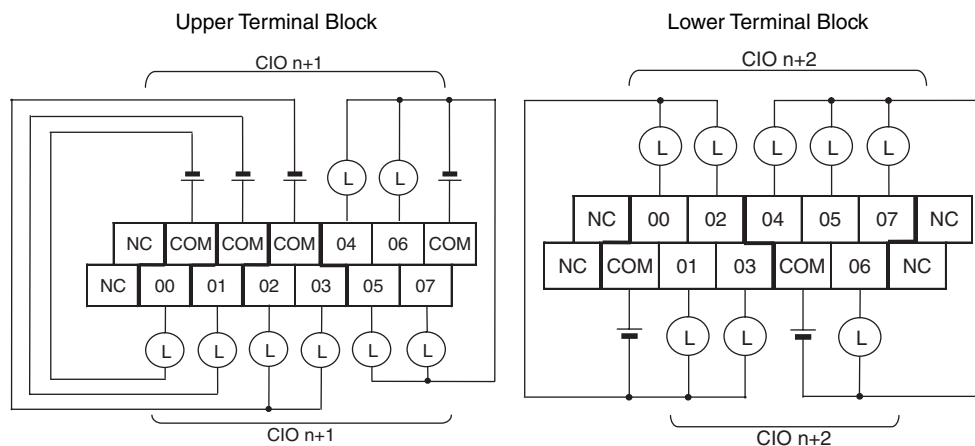 Upper Terminal Block
CIO n+1
L L
NC COM COM COM 04 06 COM
NC 00 01 02 03 05 07
L L L L L L
CIO n+1
Lower Terminal Block
CIO n+2
L L L L L
NC 00 02 04 05 07 NC
NC COM 01 03 COM 06 NC
L L L
CIO n+2